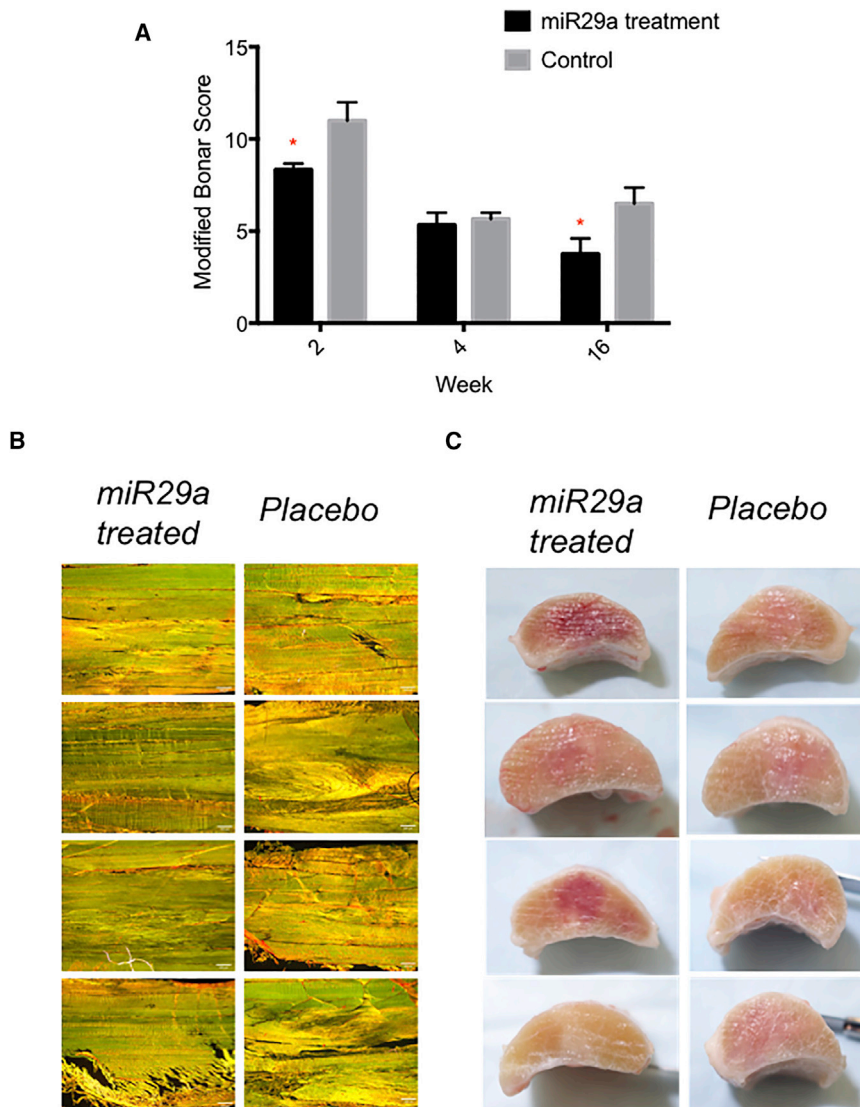 A
miR29a treatment
Control
15
10
5
0
Modified Bonar Score
*
*
2
4
16
Week
B
C
miR29a
treated
Placebo
miR29a
treated
Placebo